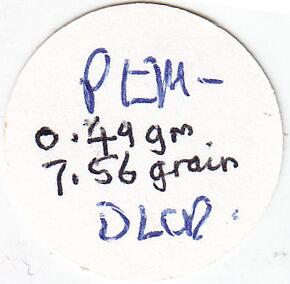 PEM-
0.49 gm
7.56 grain
DLCR.